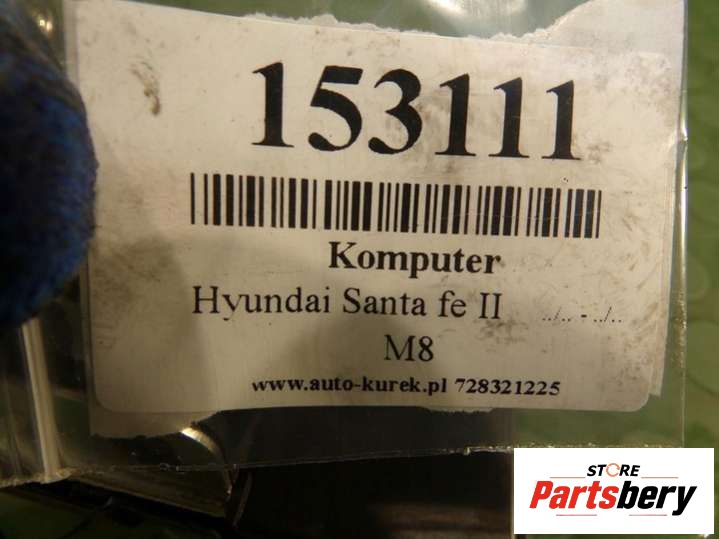 153111
Komputer
Hyundai Santa fe II ../.. - ../..
M8
www.auto-kurek.pl 728321225
STORE
Partsbery